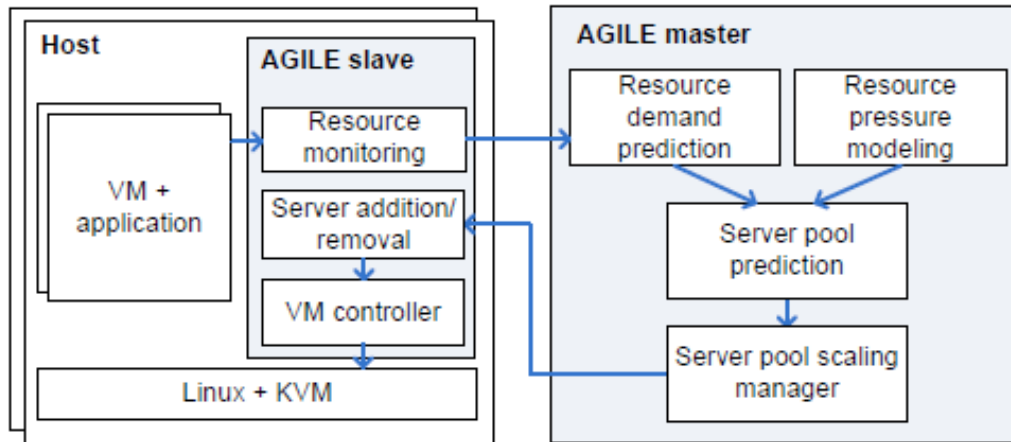 Host
AGILE slave
Resource
monitoring
VM +
application
Server addition/
removal
VM controller
Linux + KVM
AGILE master
Resource
demand
prediction
Resource
pressure
modeling
Server pool
prediction
Server pool scaling
manager